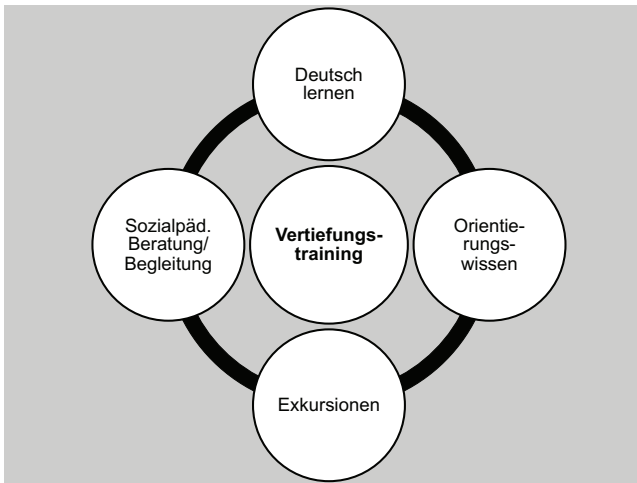 Deutsch
lernen
Sozialpäd.
Beratung/
Begleitung
Vertiefungs-
training
Orientie-
rungs-
wissen
Exkursionen